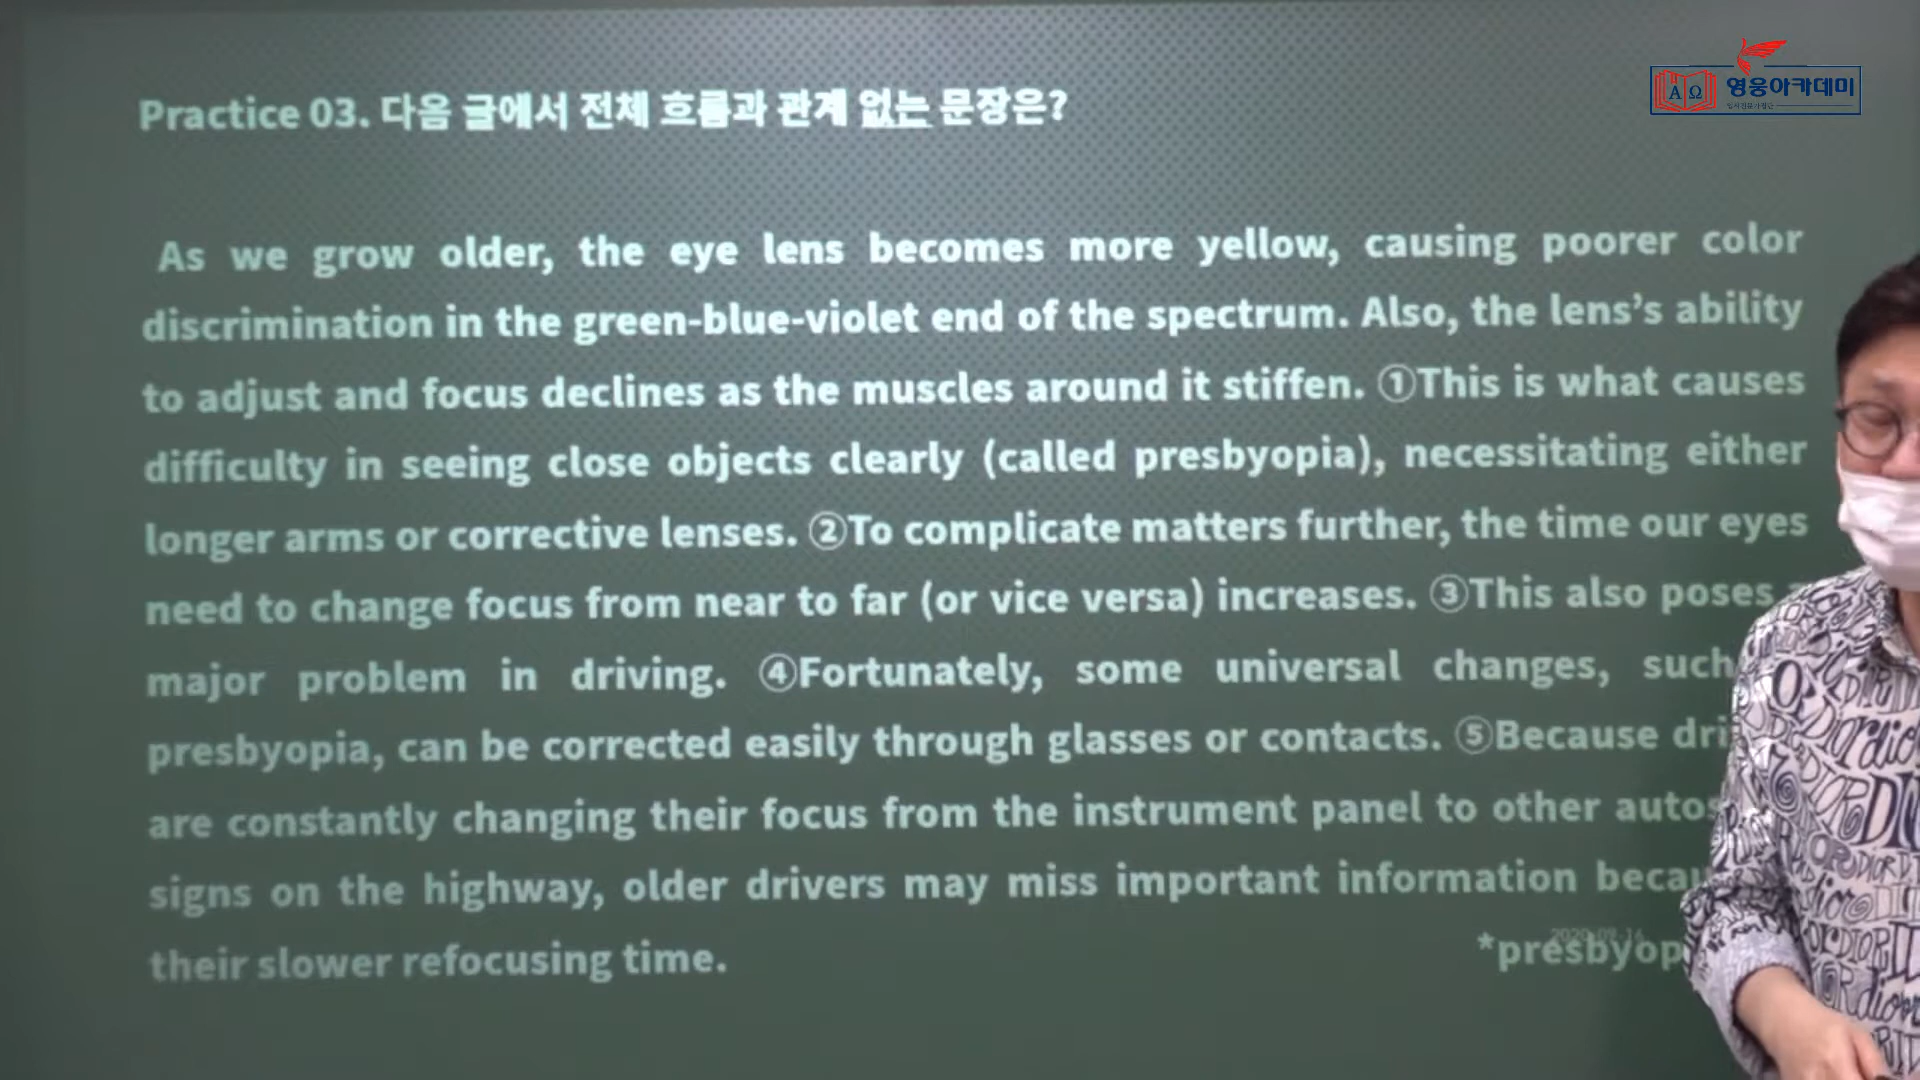 영웅아카데미
Practice 03. 다음 글에서 전체 흐름과 관계 없는 문장은?
As we grow older, the eye lens becomes more yellow, causing poorer color
discrimination in the green-blue-violet end of the spectrum. Also, the lens’s ability
to adjust and focus declines as the muscles around it stiffen. ①This is what causes
difficulty in seeing close objects clearly (called presbyopia), necessitating either
longer arms or corrective lenses. ②To complicate matters further, the time our eyes
need to change focus from near to far (or vice versa) increases. ③This also poses
major problem in driving. ④Fortunately, some universal changes, such
presbyopia, can be corrected easily through glasses or contacts. ⑤Because
are constantly changing their focus from the instrument panel to other
signs on the highway, older drivers may miss important information
their slower refocusing time.